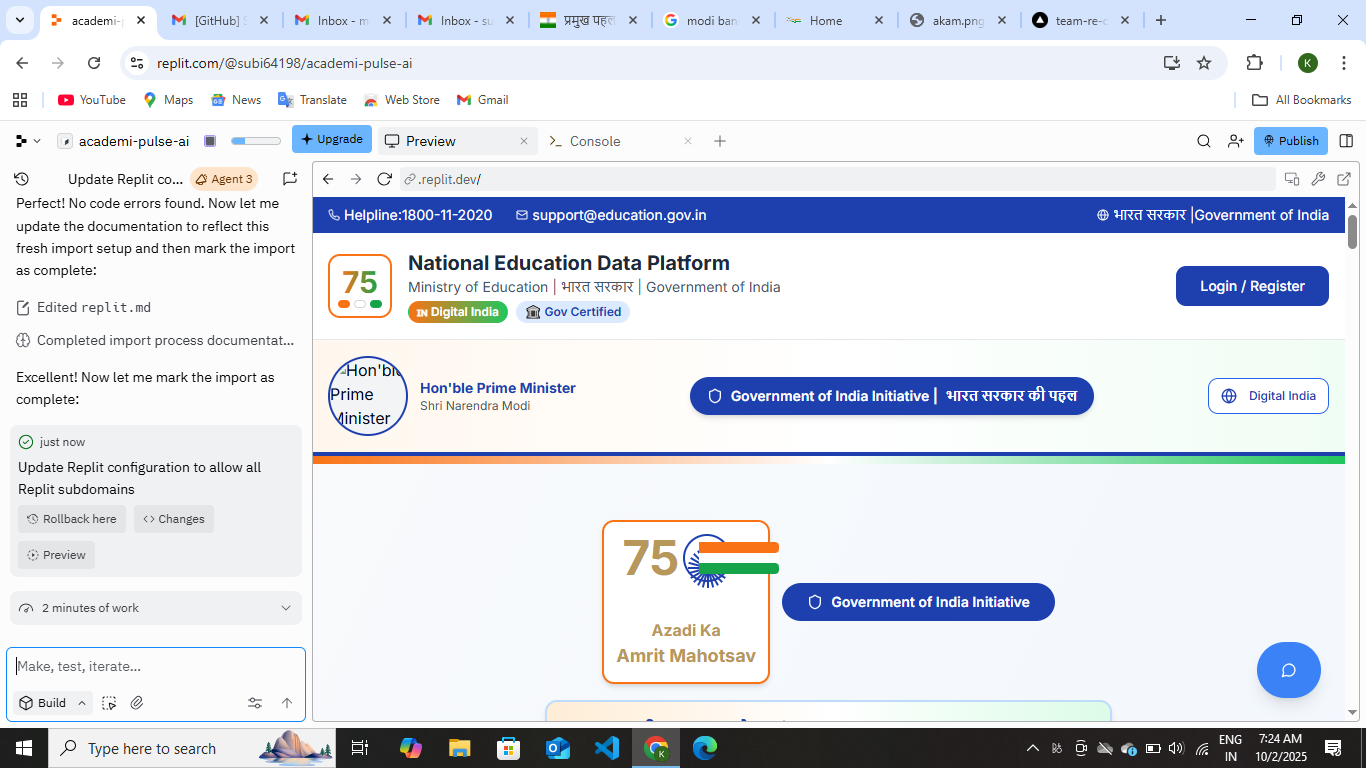 academi-
[GitHub] S
Inbox - m
Inbox - su
प्रमुख पहल
modi ban
Home
akam.png
team-re-c
replit.com/@subi64198/academi-pulse-ai
K
YouTube
Maps
News
Translate
Web Store
Gmail
All Bookmarks
academi-pulse-ai
Upgrade
Preview
Console
Publish
Update Replit co...
Agent 3
.replit.dev/
Perfect! No code errors found. Now let me
update the documentation to reflect this
fresh import setup and then mark the import
as complete:
Edited replit.md
Completed import process documentat...
Excellent! Now let me mark the import as
complete:
just now
Update Replit configuration to allow all
Replit subdomains
Rollback here
Changes
Preview
2 minutes of work
Make, test, iterate...
Build
Helpline:1800-11-2020
support@education.gov.in
भारत सरकार |Government of India
75
National Education Data Platform
Ministry of Education | भारत सरकार | Government of India
IN Digital India
Gov Certified
Login / Register
Hon'ble
Prime
Minister
Hon'ble Prime Minister
Shri Narendra Modi
Government of India Initiative | भारत सरकार की पहल
Digital India
75
Azadi Ka
Amrit Mahotsav
Government of India Initiative
Type here to search
ENG
IN
7:24 AM
10/2/2025